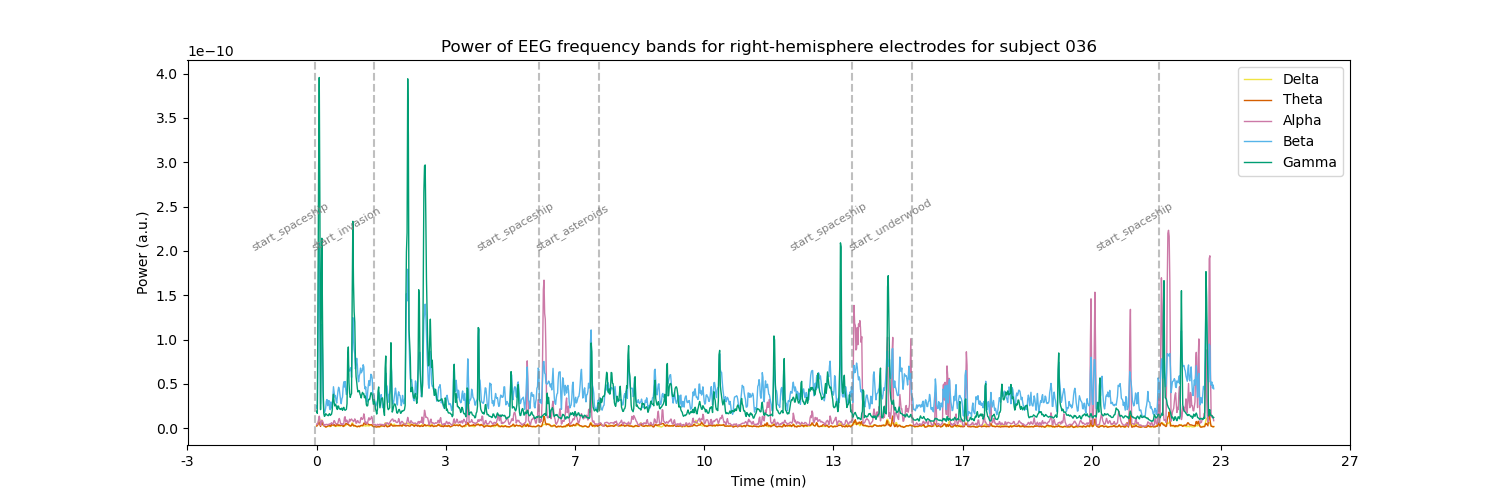 Power of EEG frequency bands for right-hemisphere electrodes for subject 036
1e−10
4.0
3.5
3.0
2.5
2.0
1.5
1.0
0.5
0.0
Power (a.u.)
start_spaceship
start_invasion
start_spaceship
start_asteroids
start_spaceship
start_underwood
start_spaceship
Delta
Theta
Alpha
Beta
Gamma
-3 0 3 7 10 13 17 20 23 27
Time (min)